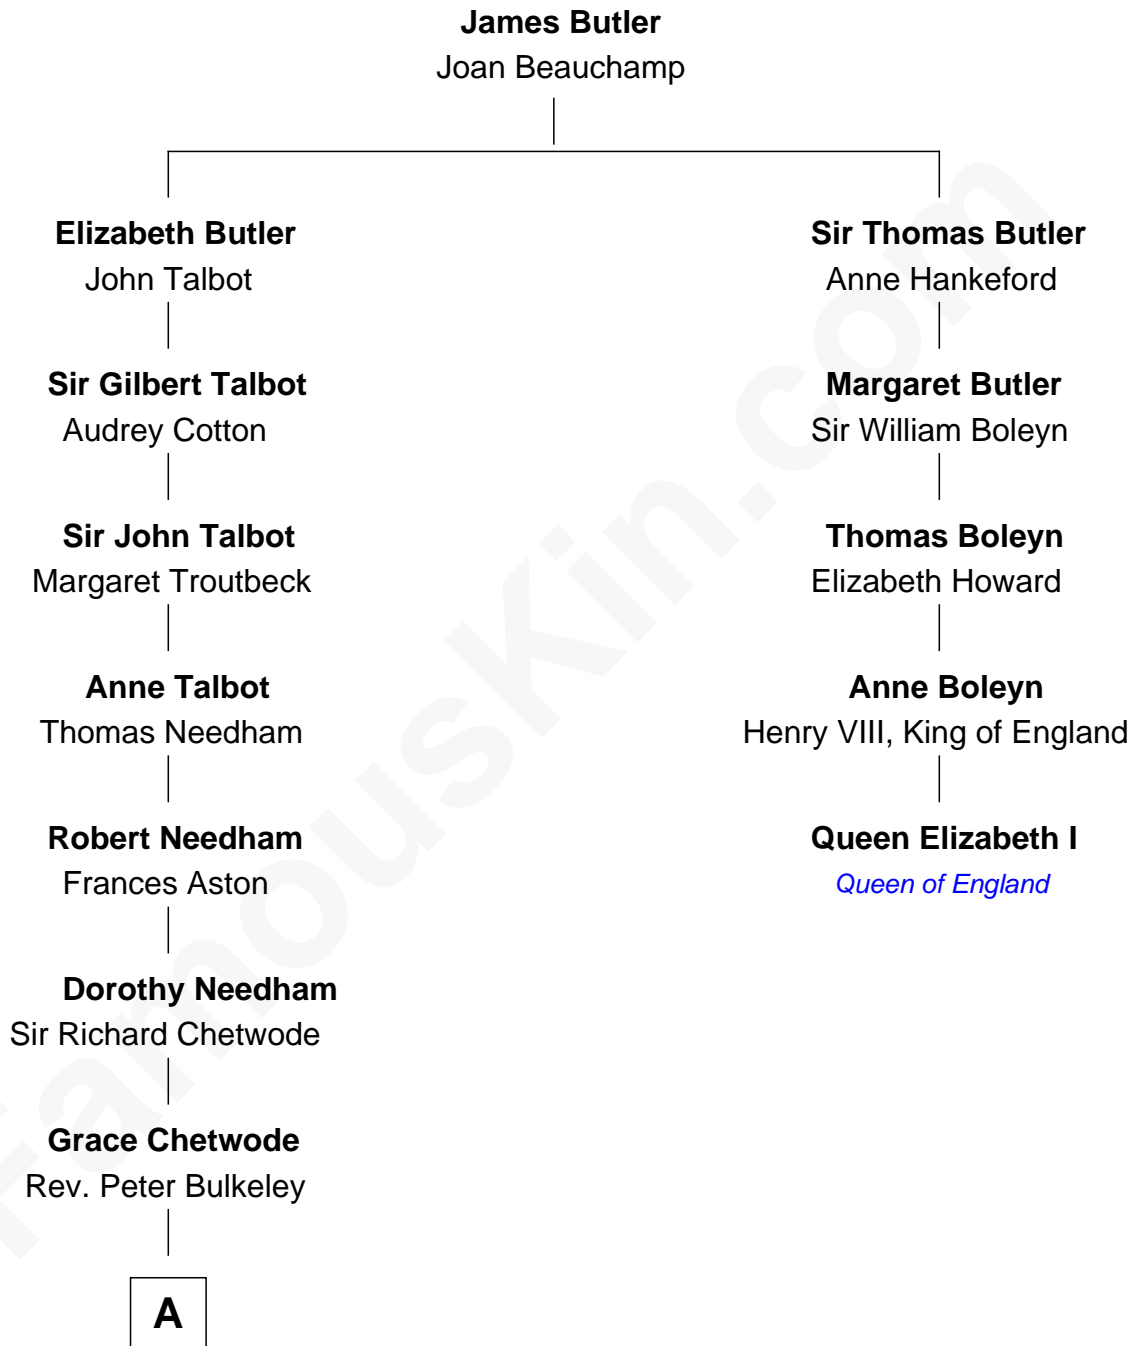 James Butler
Joan Beauchamp
Elizabeth Butler
John Talbot
Sir Gilbert Talbot
Audrey Cotton
Sir John Talbot
Margaret Troutbeck
Anne Talbot
Thomas Needham
Robert Needham
Frances Aston
Dorothy Needham
Sir Richard Chetwode
Grace Chetwode
Rev. Peter Bulkeley
A
Sir Thomas Butler
Anne Hankeford
Margaret Butler
Sir William Boleyn
Thomas Boleyn
Elizabeth Howard
Anne Boleyn
Henry VIII, King of England
Queen Elizabeth I
Queen of England
FamousKin.com